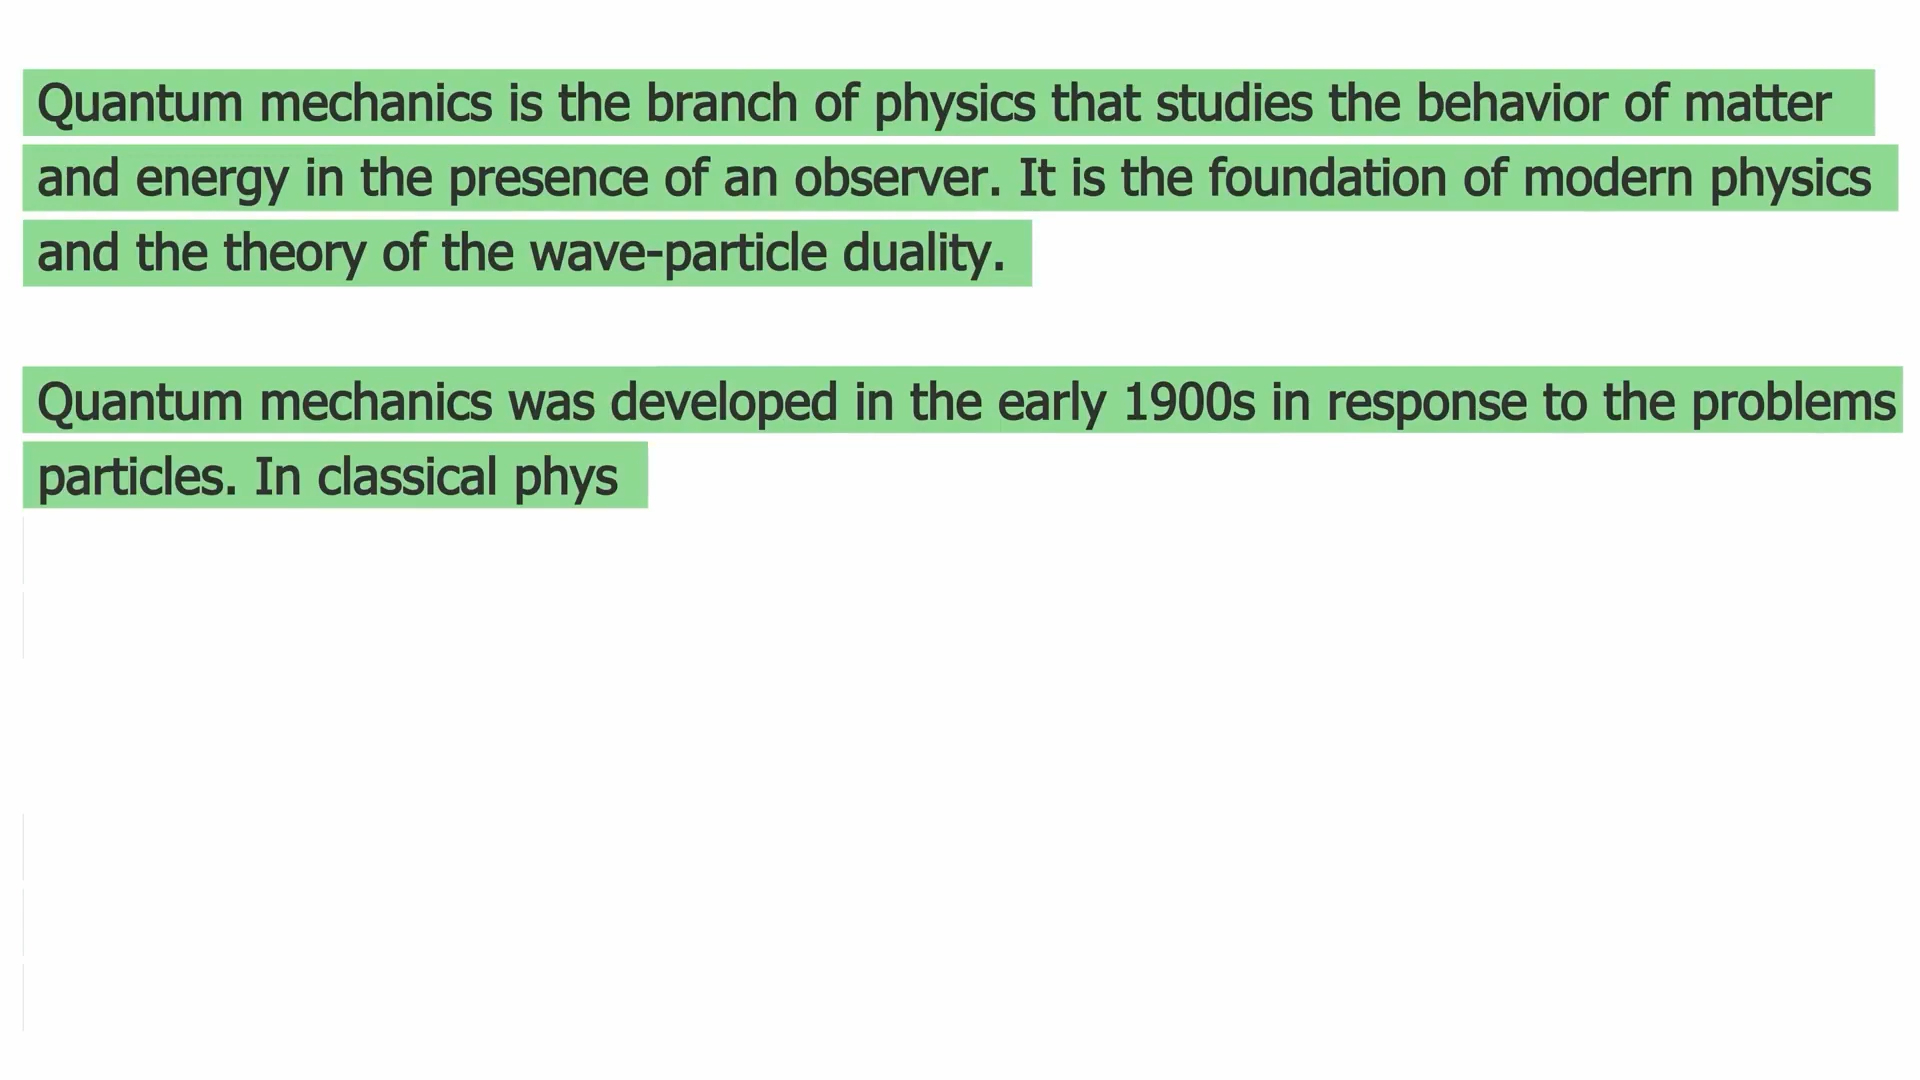 Quantum mechanics is the branch of physics that studies the behavior of matter
and energy in the presence of an observer. It is the foundation of modern physics
and the theory of the wave-particle duality.
Quantum mechanics was developed in the early 1900s in response to the problems
particles. In classical phys